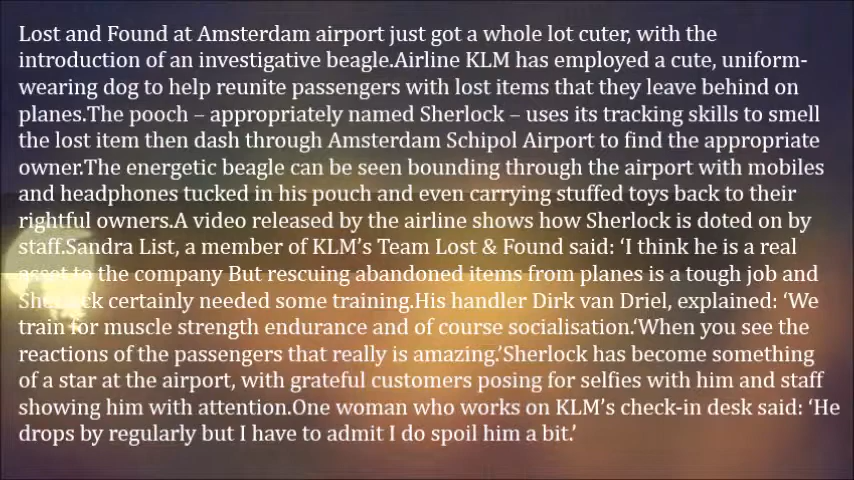 Lost and Found at Amsterdam airport just got a whole lot cuter, with the
introduction of an investigative beagle.Airline KLM has employed a cute, uniform-
wearing dog to help reunite passengers with lost items that they leave behind on
planes.The pooch – appropriately named Sherlock – uses its tracking skills to smell
the lost item then dash through Amsterdam Schipol Airport to find the appropriate
owner.The energetic beagle can be seen bounding through the airport with mobiles
and headphones tucked in his pouch and even carrying stuffed toys back to their
rightful owners.A video released by the airline shows how Sherlock is doted on by
staff.Sandra List, a member of KLM’s Team Lost & Found said: ‘I think he is a real
asset to the company But rescuing abandoned items from planes is a tough job and
Sherlock certainly needed some training.His handler Dirk van Driel, explained: ‘We
train for muscle strength endurance and of course socialisation.‘When you see the
reactions of the passengers that really is amazing.’Sherlock has become something
of a star at the airport, with grateful customers posing for selfies with him and staff
showing him with attention.One woman who works on KLM’s check-in desk said: ‘He
drops by regularly but I have to admit I do spoil him a bit.’